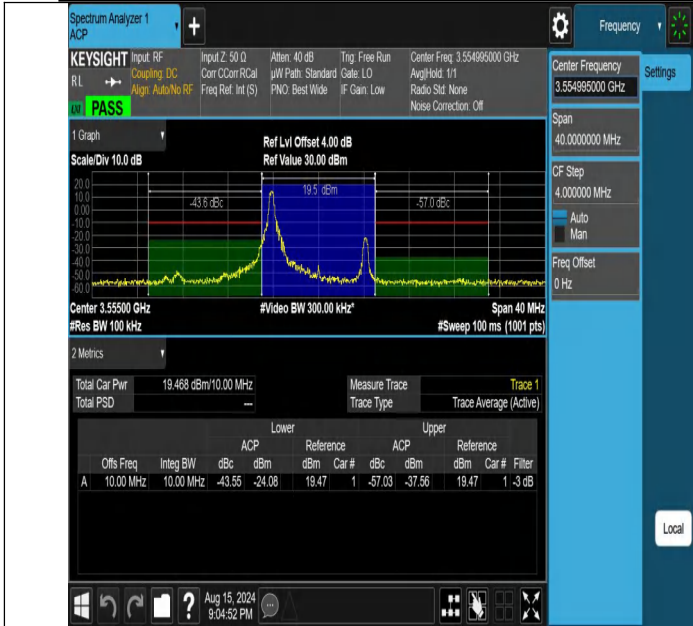 Spectrum Analyzer 1
ACP
Frequency
KEYSIGHT Input: RF Input Z: 50 Ω Atten: 40 dB Trig: Free Run Center Freq: 3.554995000 GHz
RL Coupling: DC Corr CCorr RCal µW Path: Standard Gate: LO Avg|Hold: 1/1
Align: Auto/No RF Freq Ref: Int (S) PNO: Best Wide IF Gain: Low Radio Std: None
PASS Noise Correction: Off
Center Frequency
3.554995000 GHz
Settings
Span
40.0000000 MHz
CF Step
4.000000 MHz
Auto
Man
Freq Offset
0 Hz
Local
1 Graph
Scale/Div 10.0 dB
Ref Lvl Offset 4.00 dB
Ref Value 30.00 dBm
20.0
10.0
0.00
-10.0
-20.0
-30.0
-40.0
-50.0
-60.0
-43.6 dBc
19.5 dBm
-57.0 dBc
Center 3.55500 GHz #Video BW 300.00 kHz* Span 40 MHz
#Res BW 100 kHz #Sweep 100 ms (1001 pts)
2 Metrics
Total Car Pwr 19.468 dBm/10.00 MHz Measure Trace Trace 1
Total PSD --- Trace Type Trace Average (Active)
Lower Upper
ACP Reference ACP Reference
Offs Freq Integ BW dBc dBm dBm Car # dBc dBm dBm Car # Filter
A 10.00 MHz 10.00 MHz -43.55 -24.08 19.47 1 -57.03 -37.56 19.47 1 -3 dB
Aug 15, 2024
9:04:52 PM